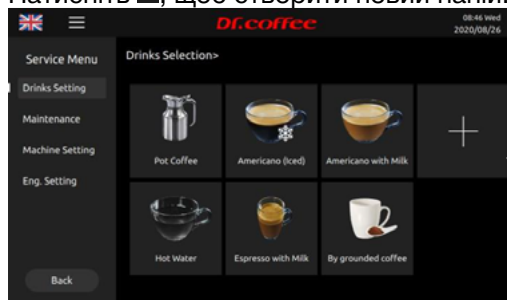 Натисніть, щоб створити новий напій
Dr.coffee
08:46 Wed
2020/08/26
Service Menu
Drinks Selection>
Drinks Setting
Maintenance
Machine Setting
Eng. Setting
Pot Coffee
Americano (Iced)
Americano with Milk
Hot Water
Espresso with Milk
By grounded coffee
Back